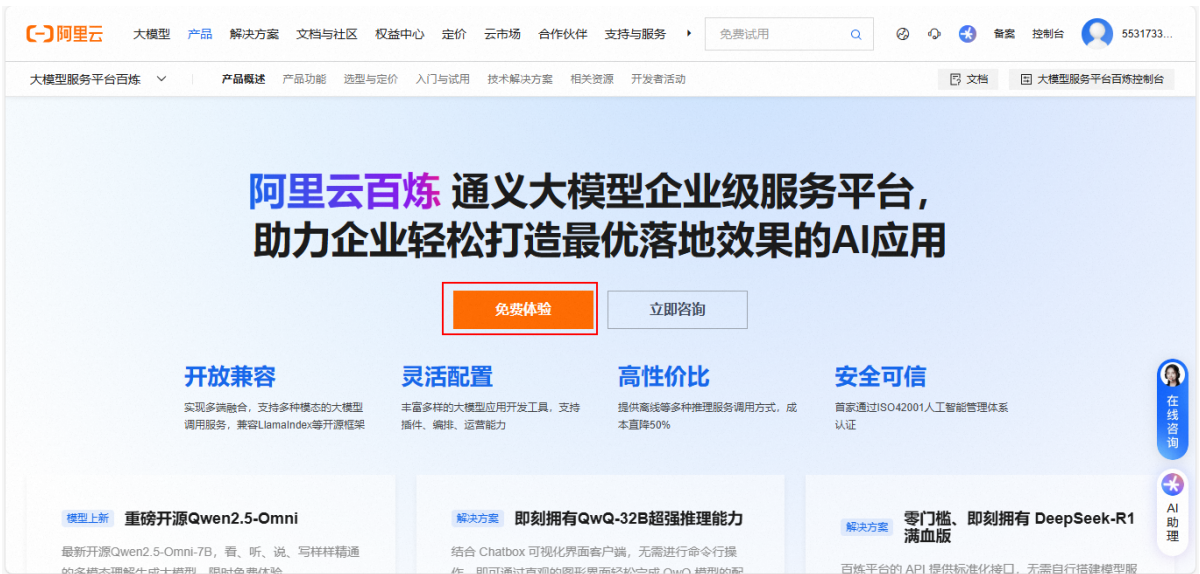 阿里云 大模型 产品 解决方案 文档与社区 权益中心 定价 云市场 合作伙伴 支持与服务 免费试用 备案 控制台 5531733...
大模型服务平台百炼 产品概述 产品功能 选型与定价 入门与试用 技术解决方案 相关资源 开发者活动 文档 大模型服务平台百炼控制台
阿里云百炼 通义大模型企业级服务平台,
助力企业轻松打造最优落地效果的AI应用
免费体验 立即咨询
开放兼容
实现多端融合，支持多种模态的大模型
调用服务，兼容LlamaIndex等开源框架
灵活配置
丰富多样的大模型应用开发工具，支持
插件、编排、运营能力
高性价比
提供离线等多种推理服务调用方式，成
本直降50%
安全可信
首家通过ISO42001人工智能管理体系
认证
在线咨询
AI助理
模型上新 重磅开源Qwen2.5-Omni
最新开源Qwen2.5-Omni-7B，看、听、说、写样样精通
的多模态理解生成大模型，限时免费体验
解决方案 即刻拥有QwQ-32B超强推理能力
结合 Chatbox 可视化界面客户端，无需进行命令行操
作，即可通过直观的图形界面轻松完成 QwQ 模型的配
解决方案 零门槛、即刻拥有 DeepSeek-R1
满血版
百炼平台的 API 提供标准化接口，无需自行搭建模型服